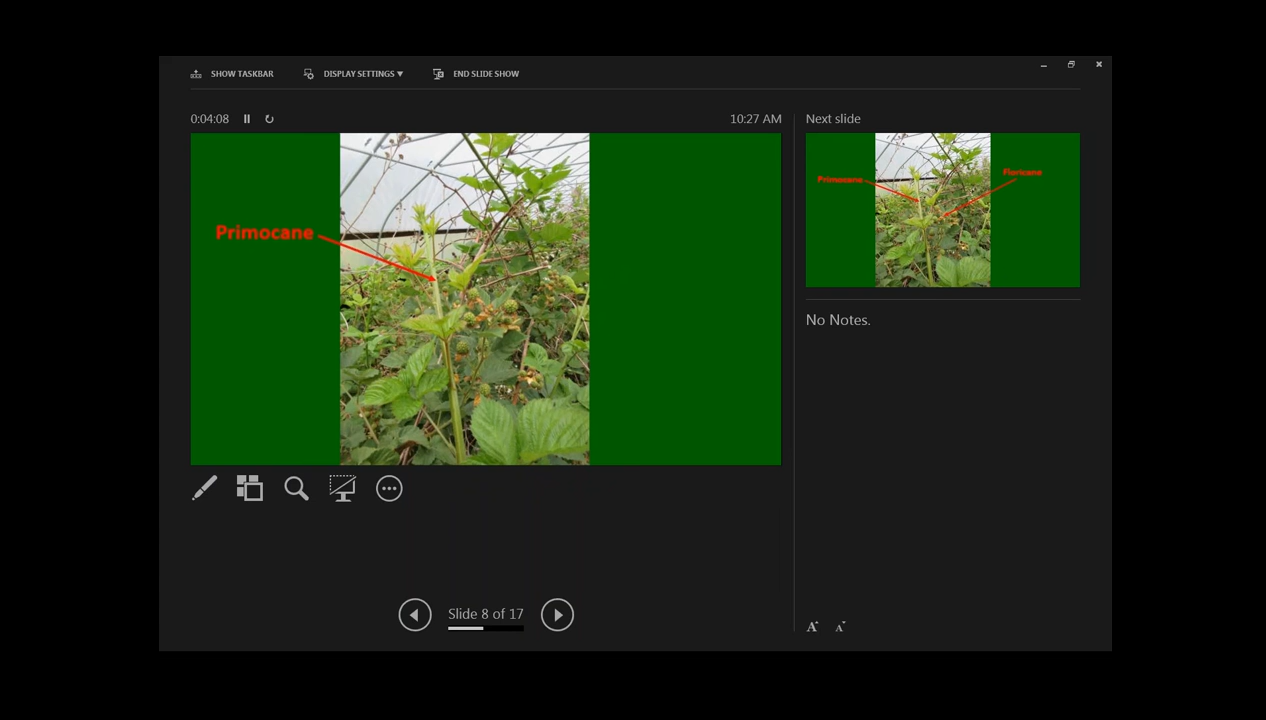 SHOW TASKBAR
DISPLAY SETTINGS ▼
END SLIDE SHOW
0:04:08
10:27 AM
Primocane
Next slide
Primocane
Floricane
No Notes.
Slide 8 of 17
A
A